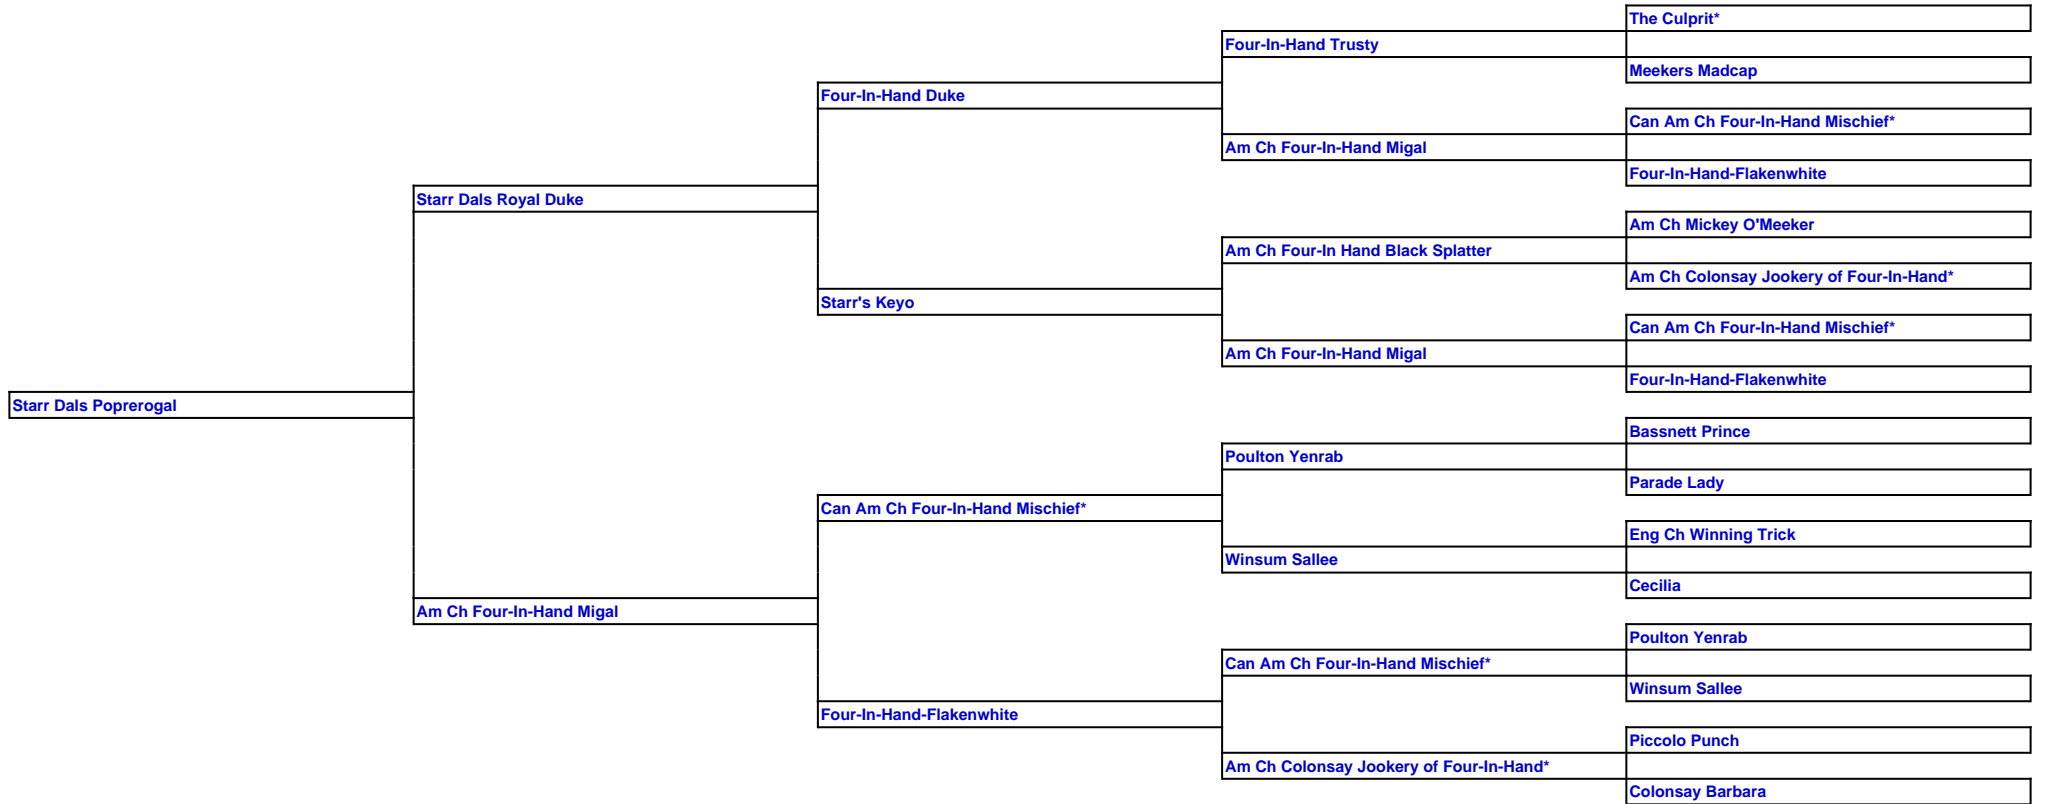 The Culprit*
Four-In-Hand Trusty
Meekers Madcap
Four-In-Hand Duke
Can Am Ch Four-In-Hand Mischief*
Am Ch Four-In-Hand Migal
Four-In-Hand-Flakenwhite
Starr Dals Royal Duke
Am Ch Mickey O'Meeker
Am Ch Four-In Hand Black Splatter
Am Ch Colonsay Jookery of Four-In-Hand*
Starr's Keyo
Can Am Ch Four-In-Hand Mischief*
Am Ch Four-In-Hand Migal
Four-In-Hand-Flakenwhite
Starr Dals Poprerogal
Bassnett Prince
Poulton Yenrab
Parade Lady
Can Am Ch Four-In-Hand Mischief*
Eng Ch Winning Trick
Winsum Sallee
Cecilia
Am Ch Four-In-Hand Migal
Poulton Yenrab
Can Am Ch Four-In-Hand Mischief*
Winsum Sallee
Four-In-Hand-Flakenwhite
Piccolo Punch
Am Ch Colonsay Jookery of Four-In-Hand*
Colonsay Barbara